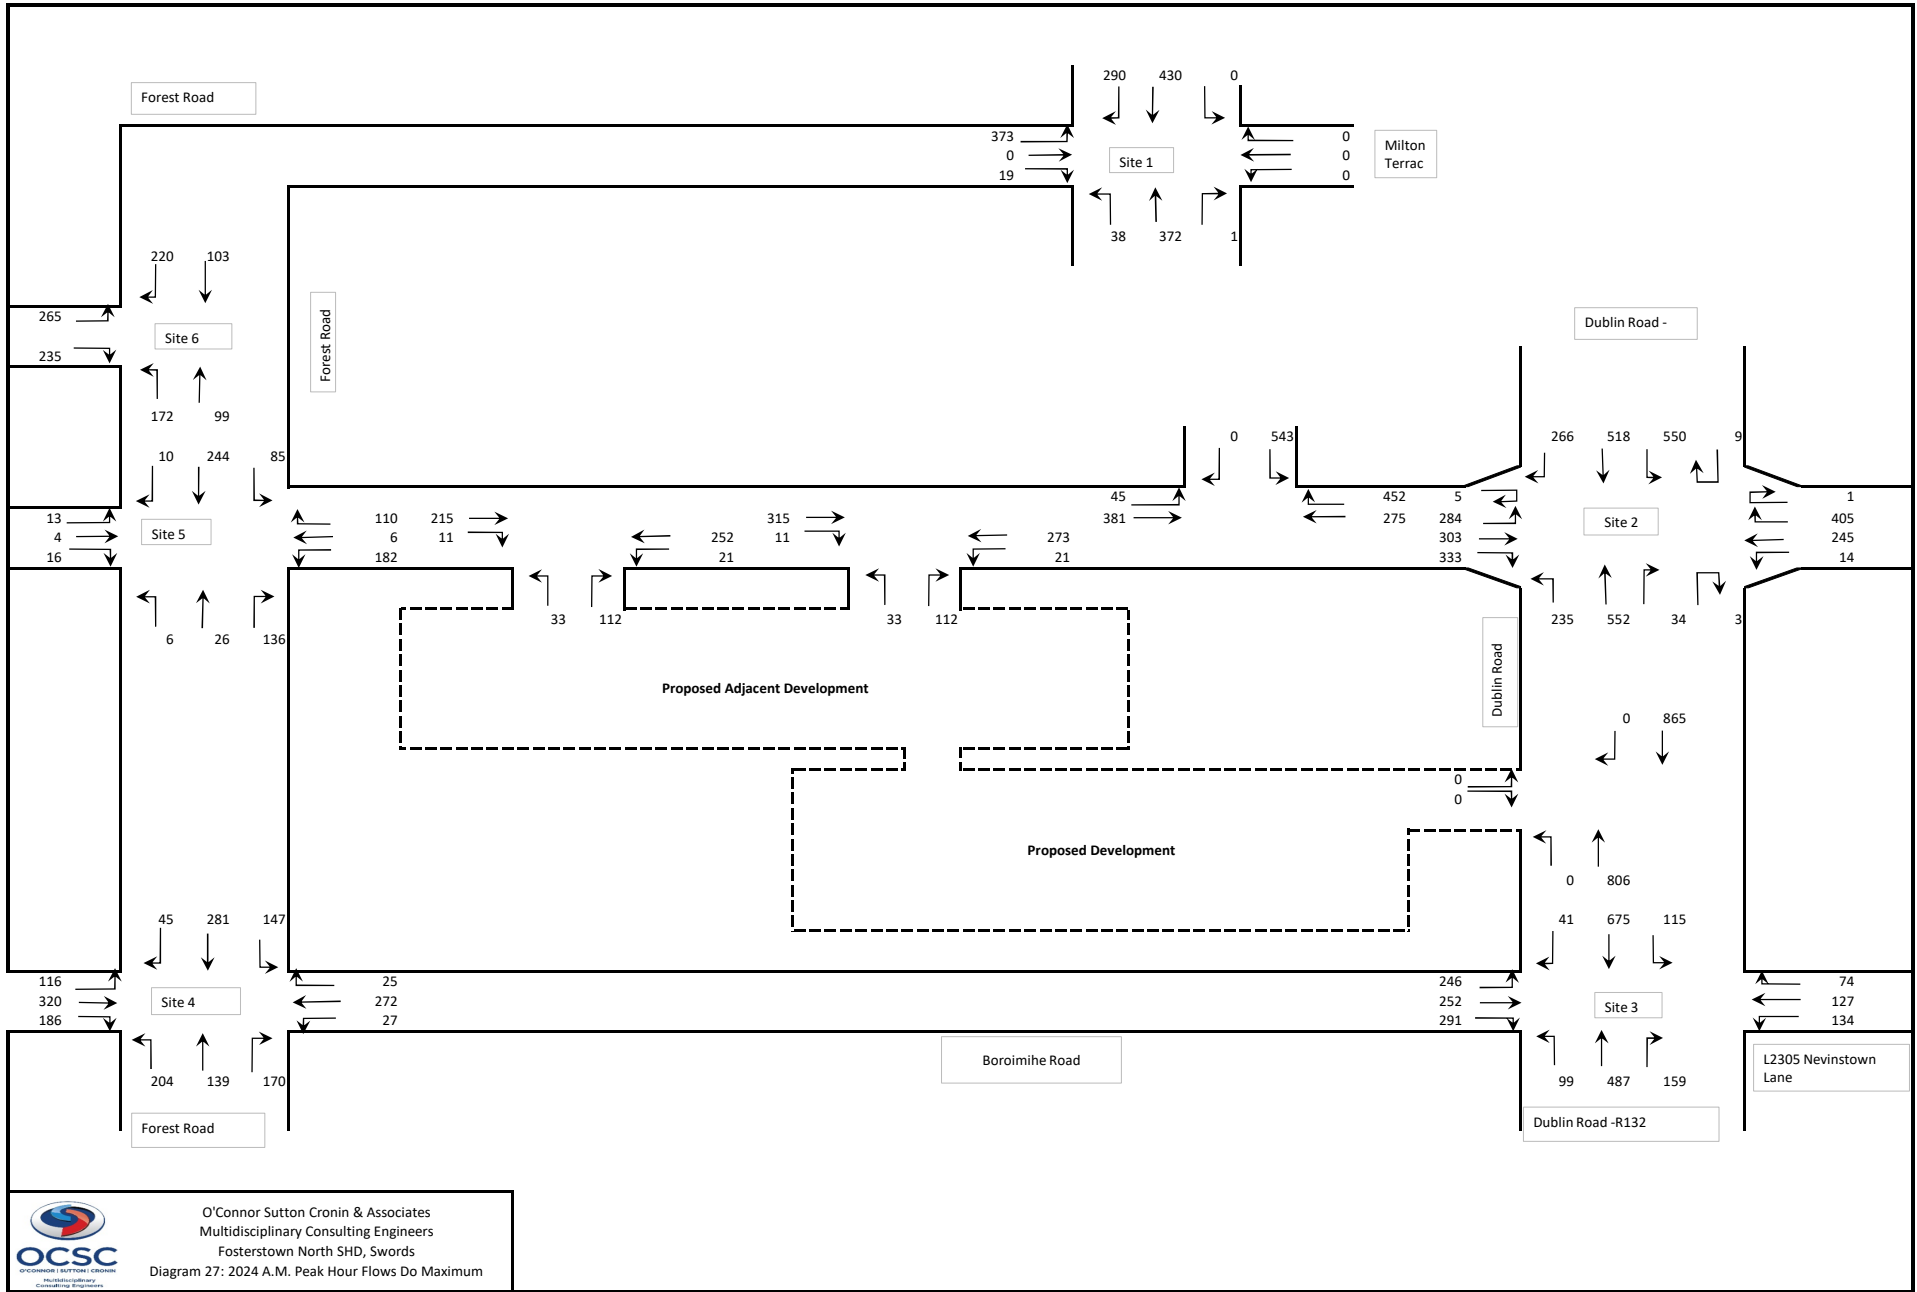 290 430 0
Forest Road
373
0
19
Site 1
0
0
0
Milton
Terrac
38 372 1
220 103
265
235
Site 6
Forest Road
172 99
Dublin Road -
10 244 85
0 543
266 518 550 9
13
4
16
Site 5
110
6
182
215
11
252
21
315
11
273
21
45
381
452
275
5
284
303
333
Site 2
1
405
245
14
6 26 136
33 112
33 112
235 552 34 3
Dublin Road
Proposed Adjacent Development
0 865
0
0
Proposed Development
0 806
45 281 147
41 675 115
116
320
186
Site 4
25
272
27
246
252
291
Site 3
74
127
134
204 139 170
Boroimihe Road
99 487 159
L2305 Nevinstown
Lane
Forest Road
Dublin Road -R132
OCSC
O'CONNOR | SUTTON | CRONIN
Multidisciplinary
Consulting Engineers
O'Connor Sutton Cronin & Associates
Multidisciplinary Consulting Engineers
Fosterstown North SHD, Swords
Diagram 27: 2024 A.M. Peak Hour Flows Do Maximum